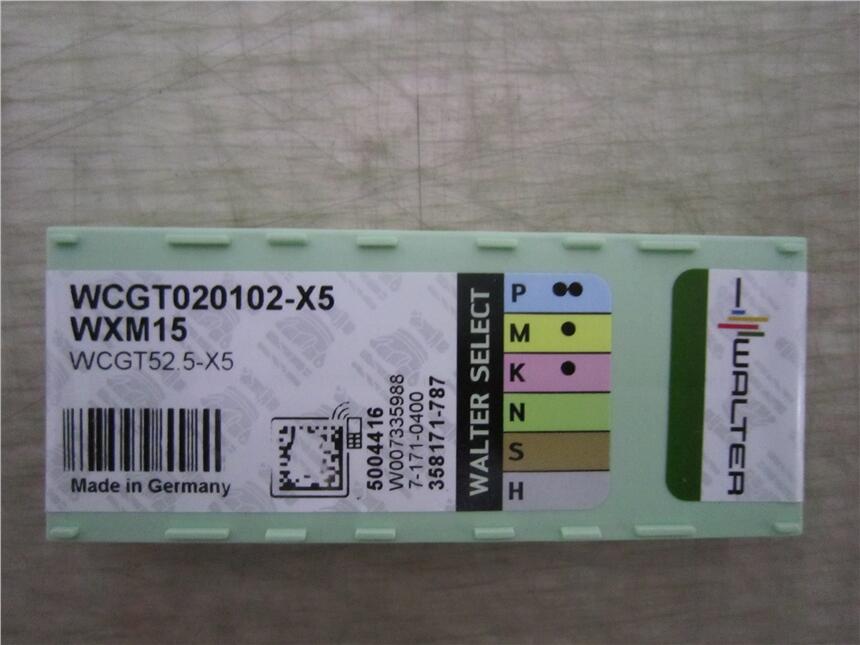 WCGT020102-X5
WXM15
WCGT52.5-X5
Made in Germany
5004416
W007335988
7-171-0400
358171-787
WALTER SELECT
P
M
K
N
S
H
WALTER